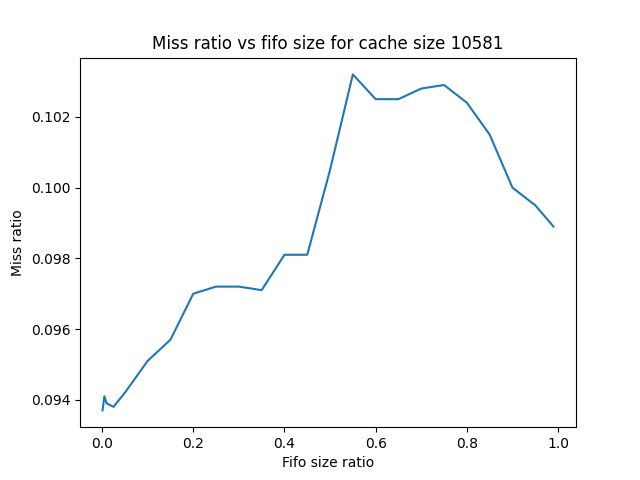 Miss ratio vs fifo size for cache size 10581
0.102
0.100
0.098
0.096
0.094
Miss ratio
0.0 0.2 0.4 0.6 0.8 1.0
Fifo size ratio